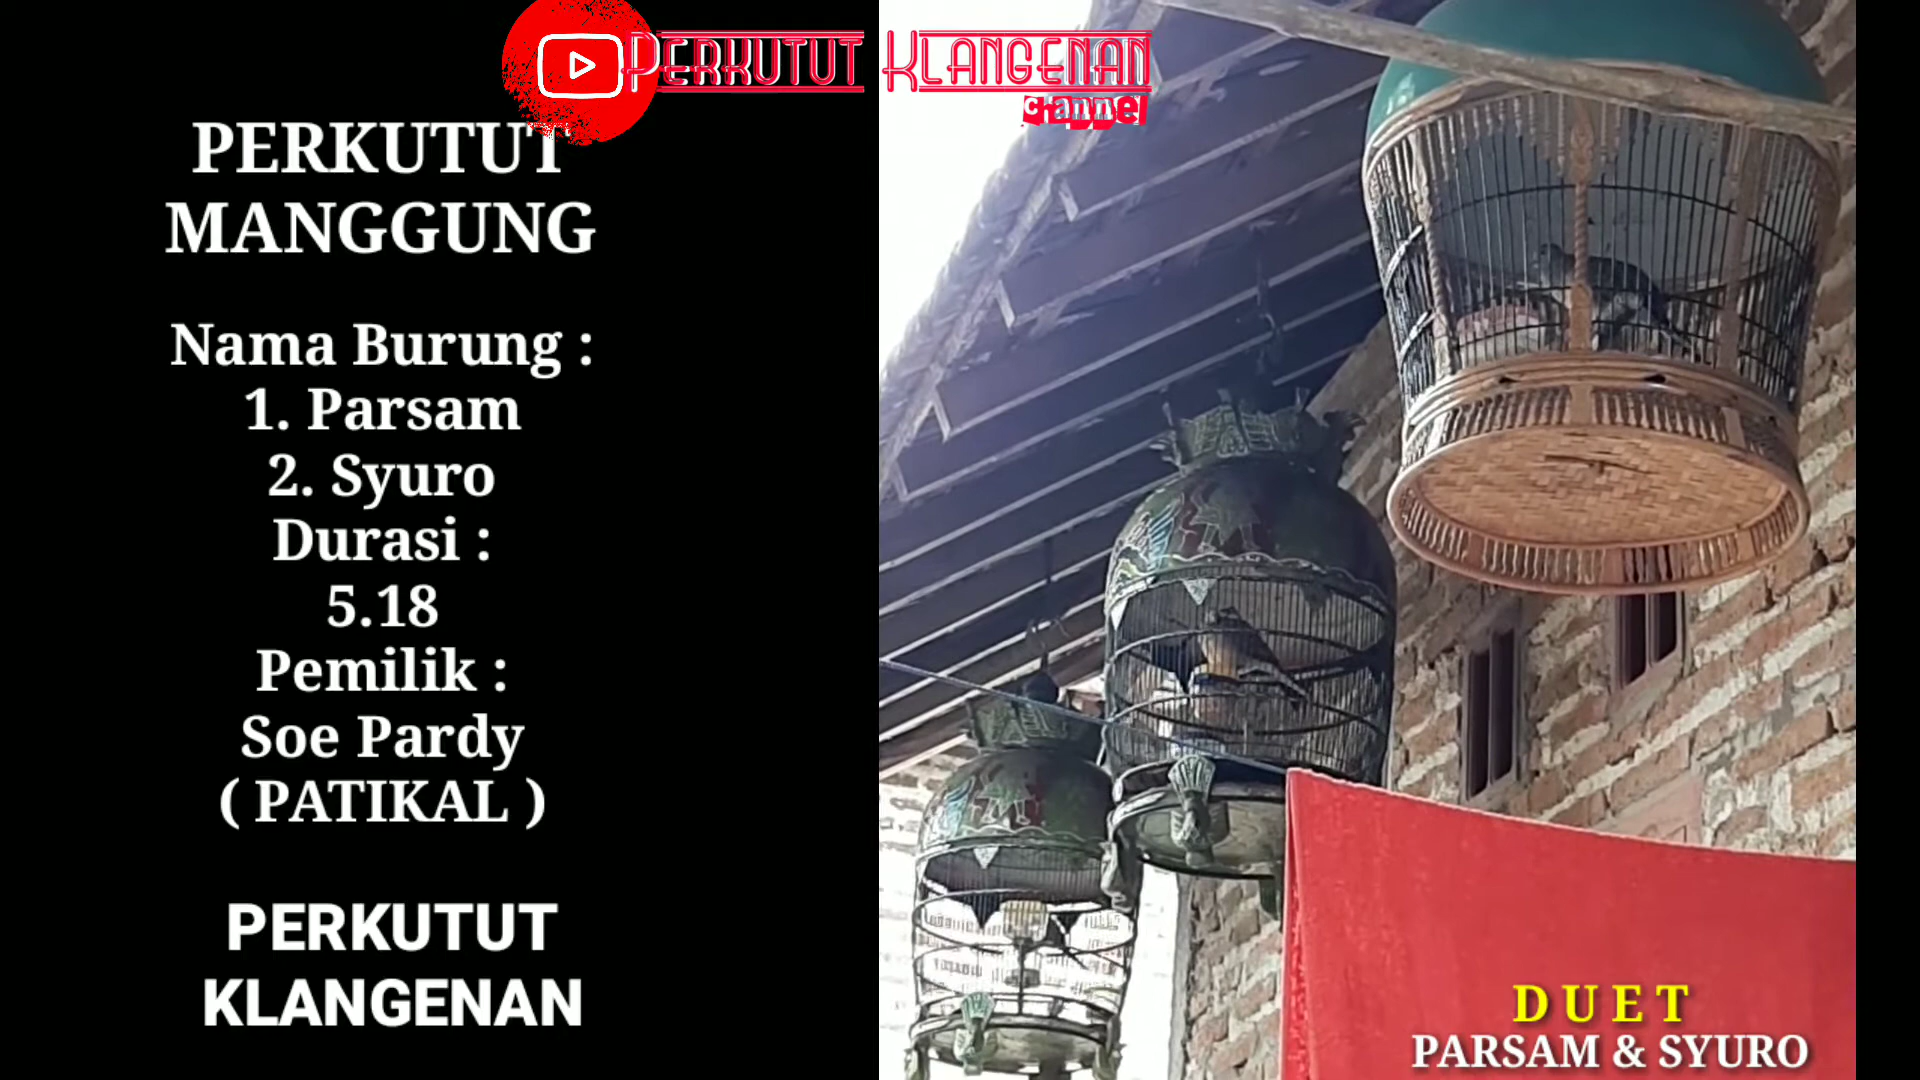 PERKUTUT KLANGENAN
channel
PERKUTUT
MANGGUNG
Nama Burung :
1. Parsam
2. Syuro
Durasi :
5.18
Pemilik :
Soe Pardy
( PATIKAL )
PERKUTUT
KLANGENAN
DUET
PARSAM & SYURO